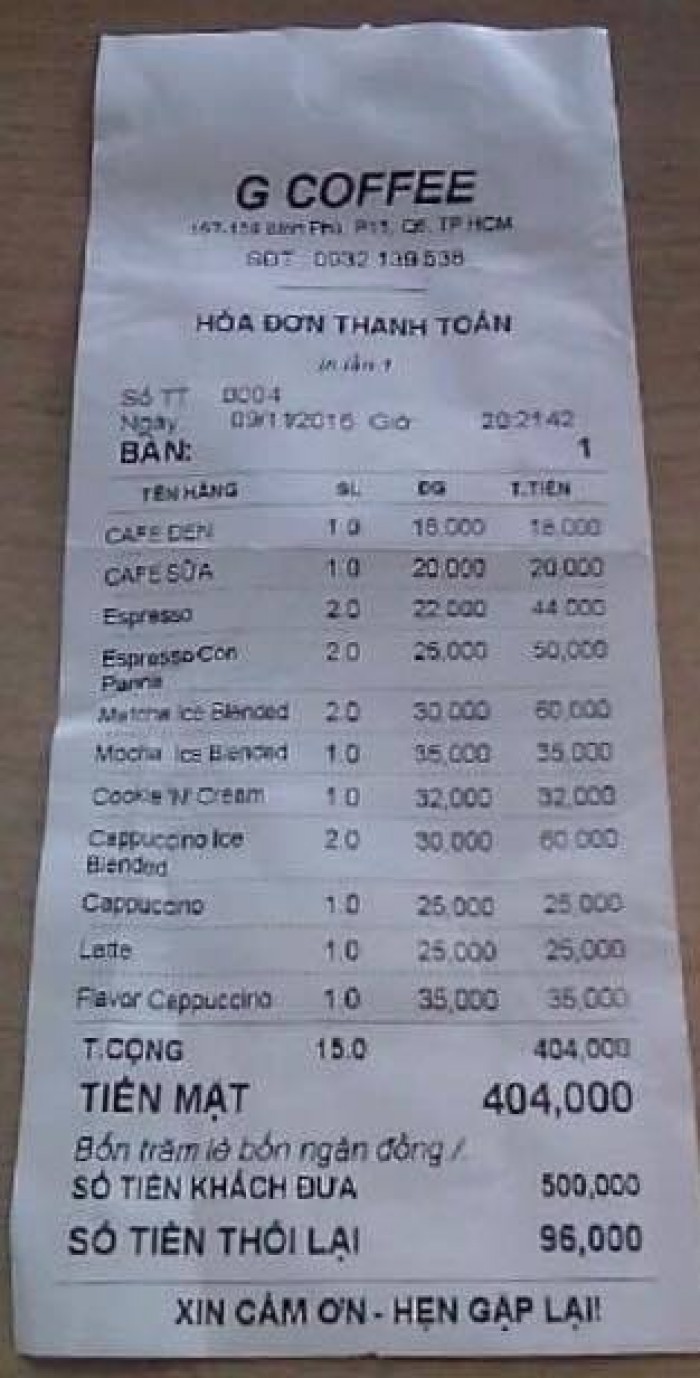 G COFFEE
Bình Phú, P11, Q6, TP.HCM
SĐT
HÓA ĐƠN THANH TOÁN
in lần 1
Số TT 0004
Ngày 09/11/2016 Giờ 20:21:42
BÀN: 1
TÊN HÀNG SL ĐG T.TIỀN
CAFE ĐEN 1.0 18,000 18,000
CAFE SỮA 1.0 20,000 20,000
Espresso 2.0 22,000 44,000
Espresso Con 2.0 25,000 50,000
Panna
Matcha Ice Blended 2.0 30,000 60,000
Mocha Ice Blended 1.0 35,000 35,000
Cookie 'N' Cream 1.0 32,000 32,000
Cappuccino Ice 2.0 30,000 60,000
Blended
Cappuccino 1.0 25,000 25,000
Latte 1.0 25,000 25,000
Flavor Cappuccino 1.0 35,000 35,000
T.CỘNG 15.0 404,000
TIỀN MẶT 404,000
Bốn trăm lẻ bốn ngàn đồng /.
SỐ TIỀN KHÁCH ĐƯA 500,000
SỐ TIỀN THỐI LẠI 96,000
XIN CẢM ƠN - HẸN GẶP LẠI!